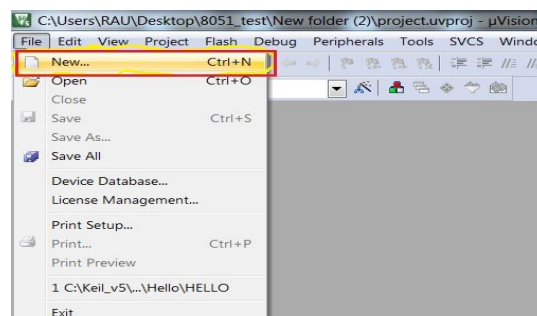 C:\Users\RAU\Desktop\8051_test\New folder (2)\project.uvproj - µVision
File Edit View Project Flash Debug Peripherals Tools SVCS Windo
New... Ctrl+N
Open Ctrl+O
Close
Save Ctrl+S
Save As...
Save All
Device Database...
License Management...
Print Setup...
Print... Ctrl+P
Print Preview
1 C:\Keil_v5\...\Hello\HELLO
Exit